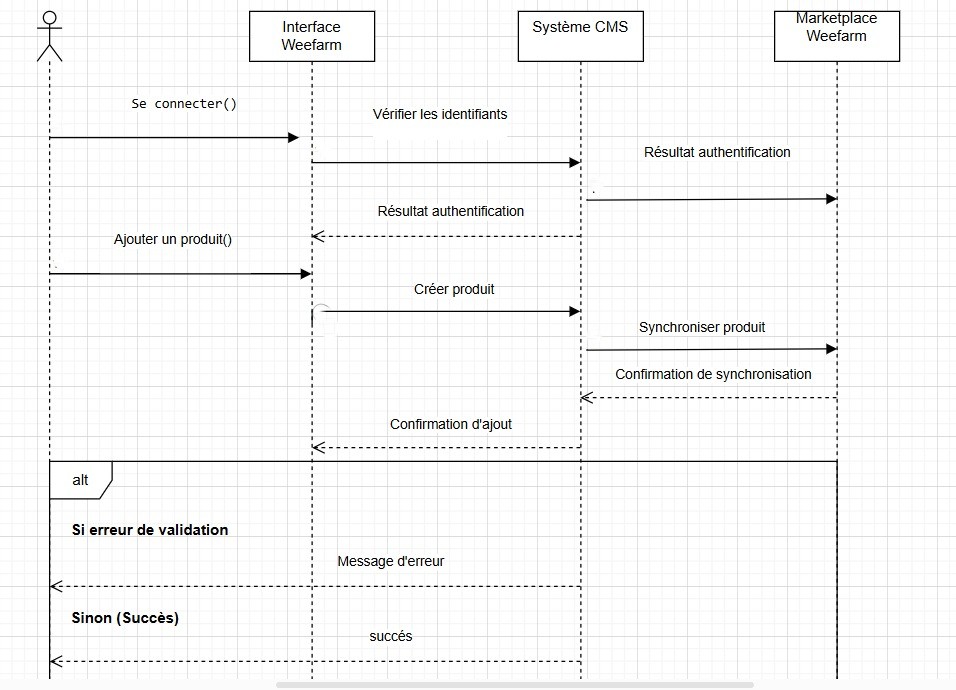 Interface
Weefarm
Système CMS
Marketplace
Weefarm
Se connecter()
Vérifier les identifiants
Résultat authentification
Résultat authentification
Ajouter un produit()
Créer produit
Synchroniser produit
Confirmation de synchronisation
Confirmation d'ajout
alt
Si erreur de validation
Message d'erreur
Sinon (Succès)
succés